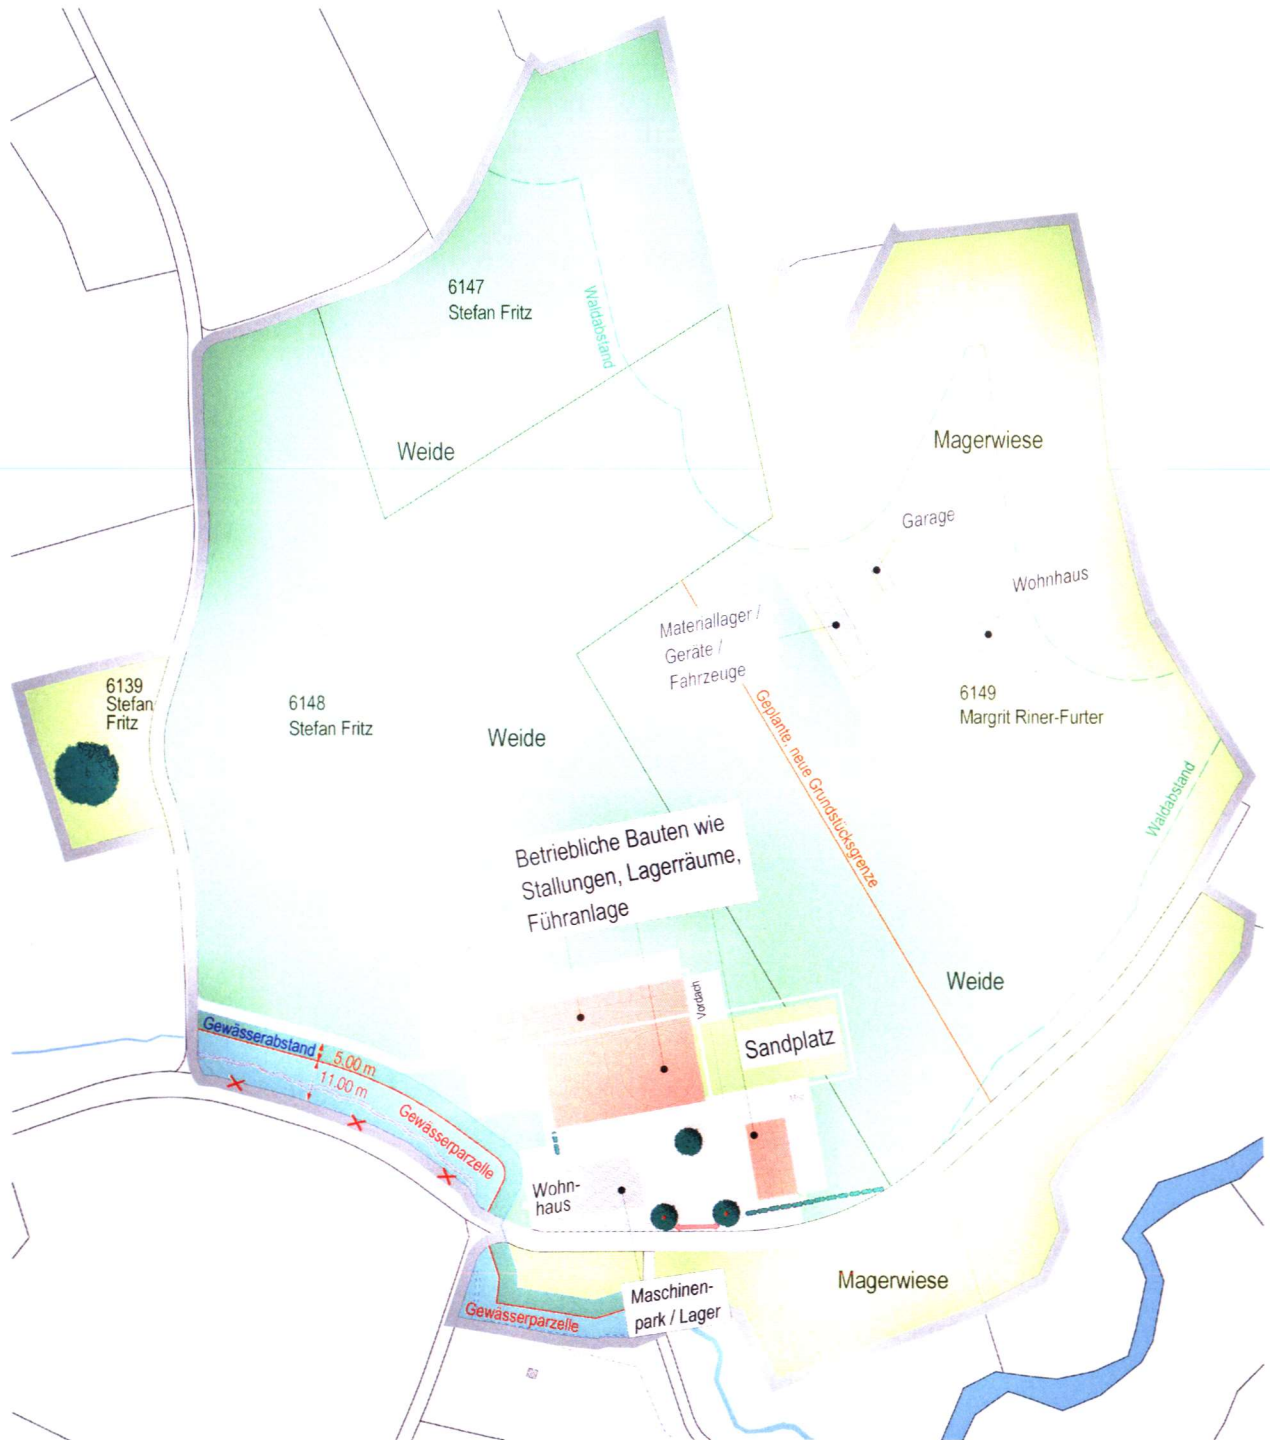 6147
Stefan Fritz
Waldabstand
Weide
Magerwiese
Garage
Wohnhaus
Materiallager /
Geräte /
Fahrzeuge
6139
Stefan
Fritz
6148
Stefan Fritz
Weide
6149
Margrit Riner-Furter
Geplante, neue Grundstücksgrenze
Waldabstand
Betriebliche Bauten wie
Stallungen, Lagerräume,
Führanlage
Weide
Vordach
Sandplatz
Gewässerabstand
5.00 m
11.00 m
Gewässerparzelle
Wohn-
haus
Maschinen-
park / Lager
Magerwiese
Gewässerparzelle